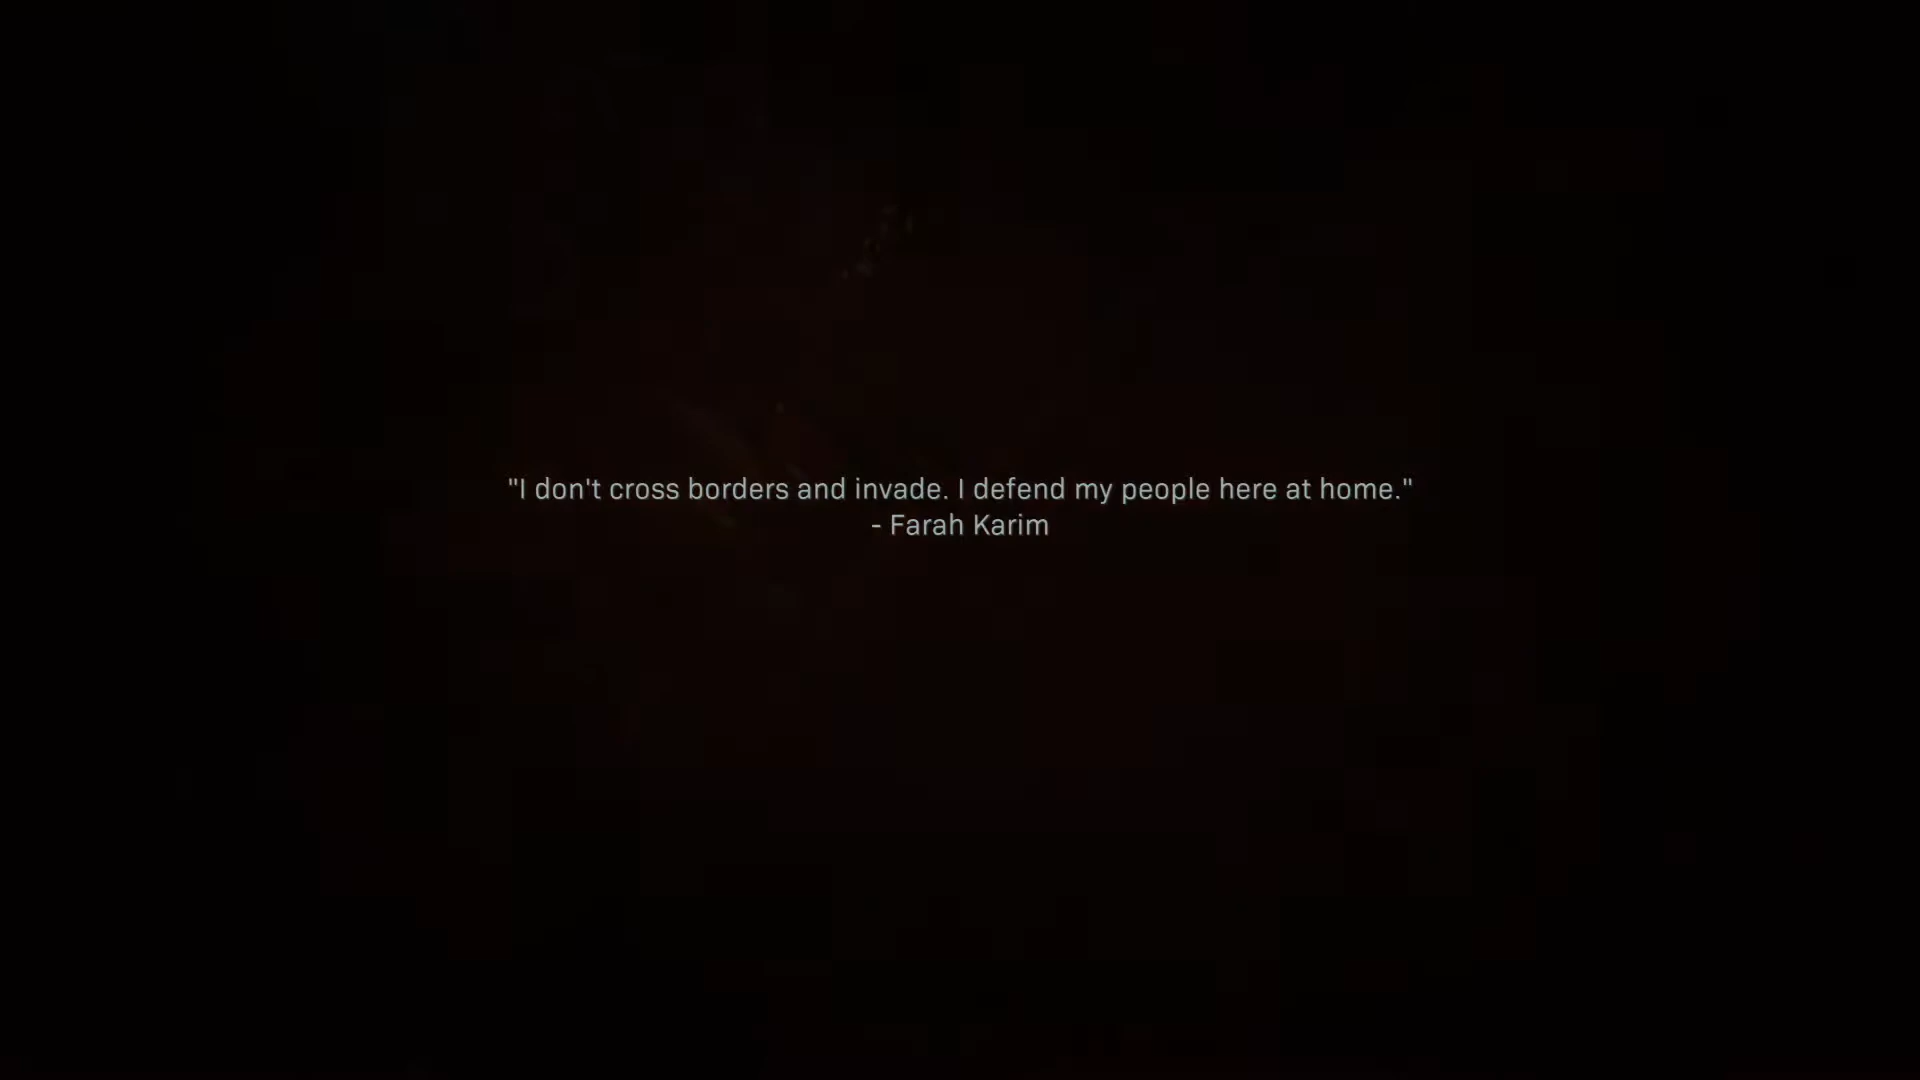 "I don't cross borders and invade. I defend my people here at home."
- Farah Karim